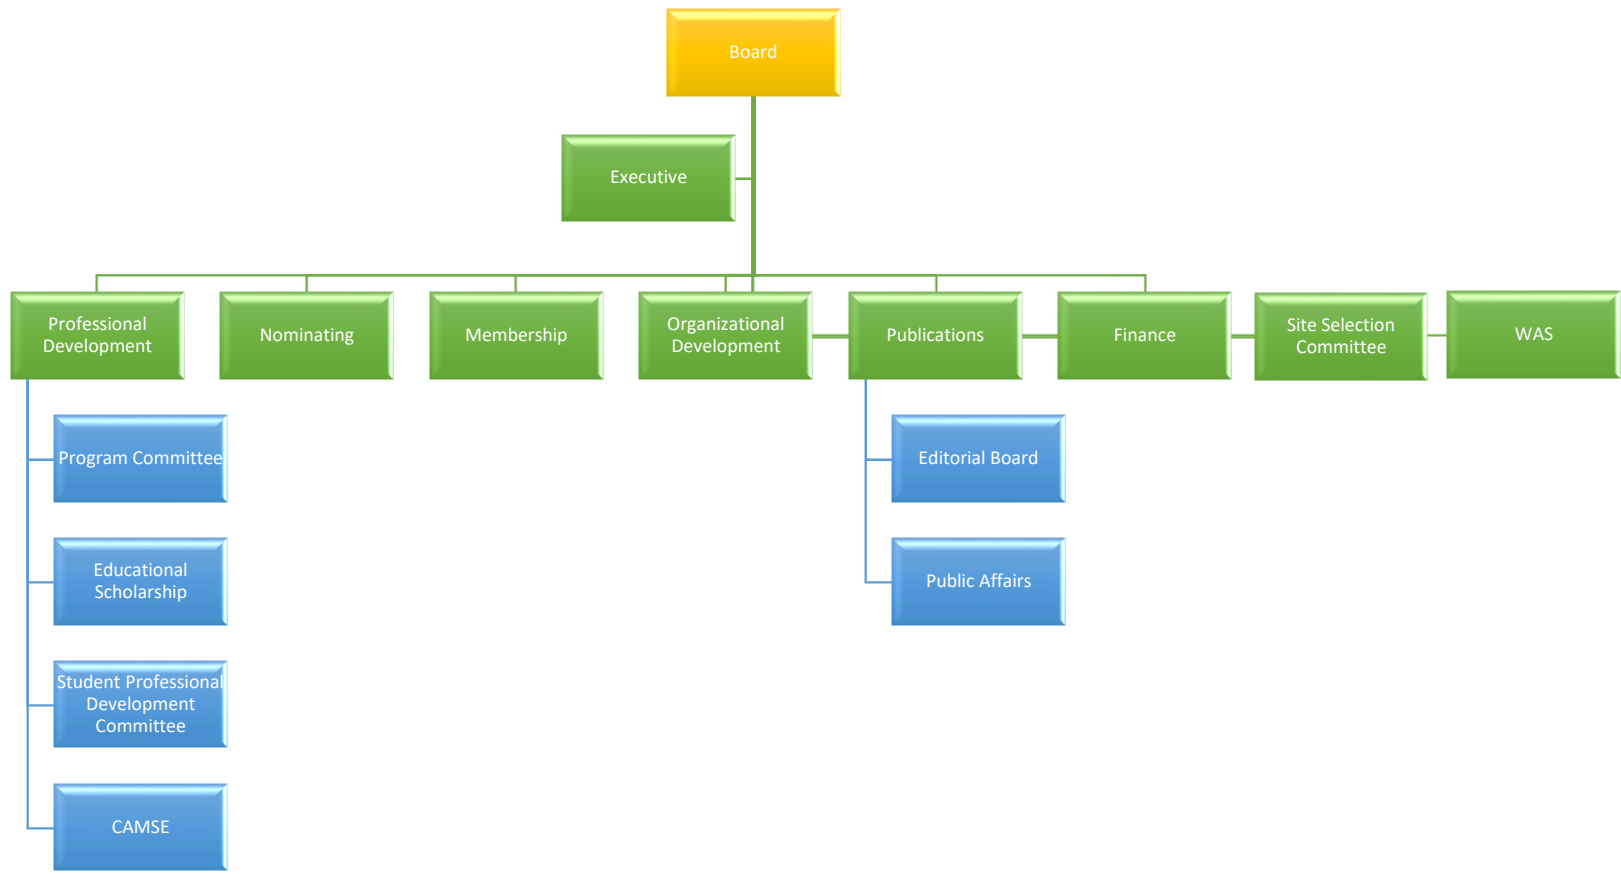 Board
Executive
Professional
Development
Nominating
Membership
Organizational
Development
Publications
Finance
Site Selection
Committee
WAS
Program Committee
Editorial Board
Educational
Scholarship
Public Affairs
Student Professional
Development
Committee
CAMSE